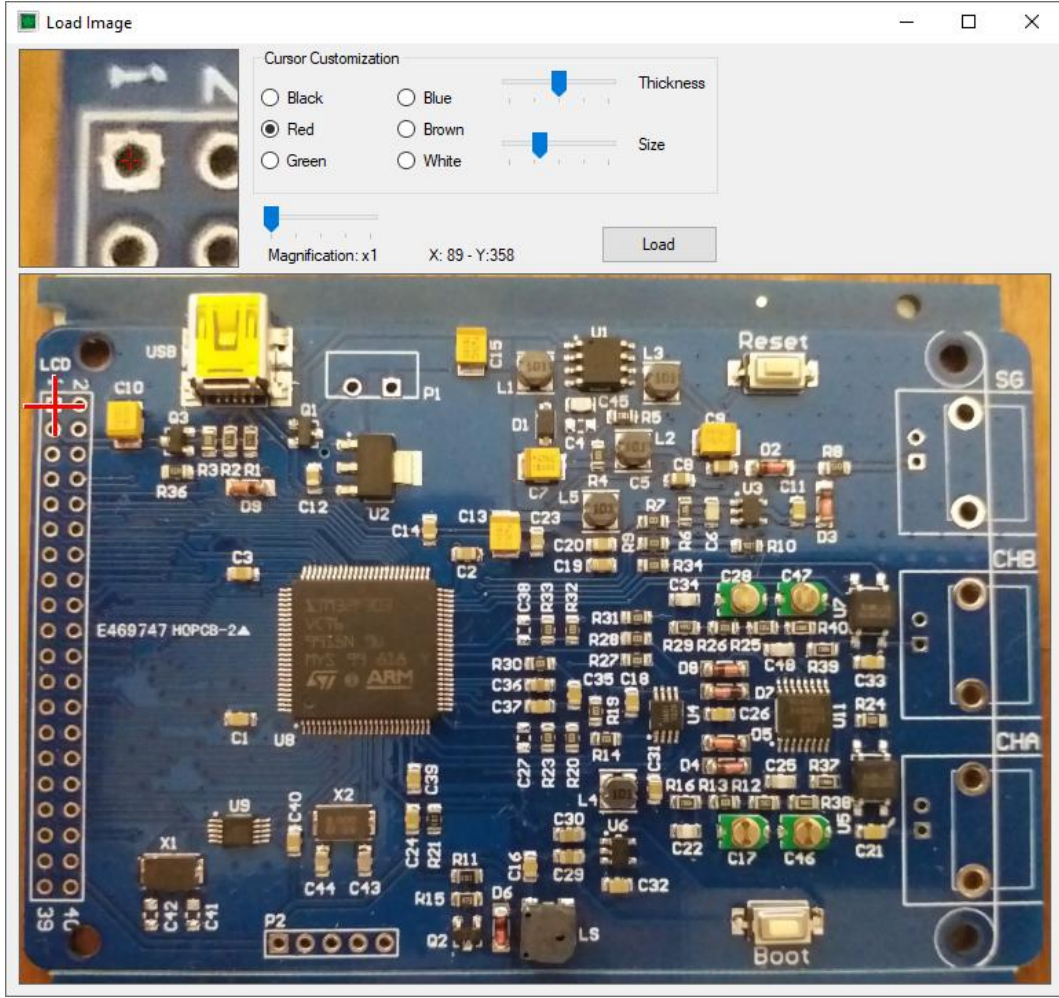 Load Image
Cursor Customization
Black
Blue
Thickness
Red
Brown
Size
Green
White
Magnification: x1
X: 89 - Y:358
Load
1
LCD
USB
C10
Q3
Q1
P1
C15
L1
U1
L3
Reset
SG
C45
R5
D1
C4
L2
C9
D2
R8
R36
R3
R2
R1
D9
C12
U2
C7
R4
C5
C8
U3
C11
D3
L5
C14
C13
C23
C20
C19
R9
R7
R6
C6
R10
R34
C3
C2
CHB
C34
C28
C47
U7
C38
R33
R32
R31
R28
R27
R29
R26
R25
R40
C48
R39
C33
E469747 HOPCB-2▲
ARM
R30
C36
C37
C35
C18
R19
R14
U4
D8
D7
C26
D5
D4
U11
R24
C1
U8
C27
R23
R20
C31
CHA
C25
R37
R16
R13
R12
R38
U5
C39
L4
C22
C17
C46
C21
U9
C40
X2
C24
R21
C30
C29
U6
C32
X1
C44
C43
R11
R15
C16
D6
39
40
C42
C41
P2
Q2
LS
Boot